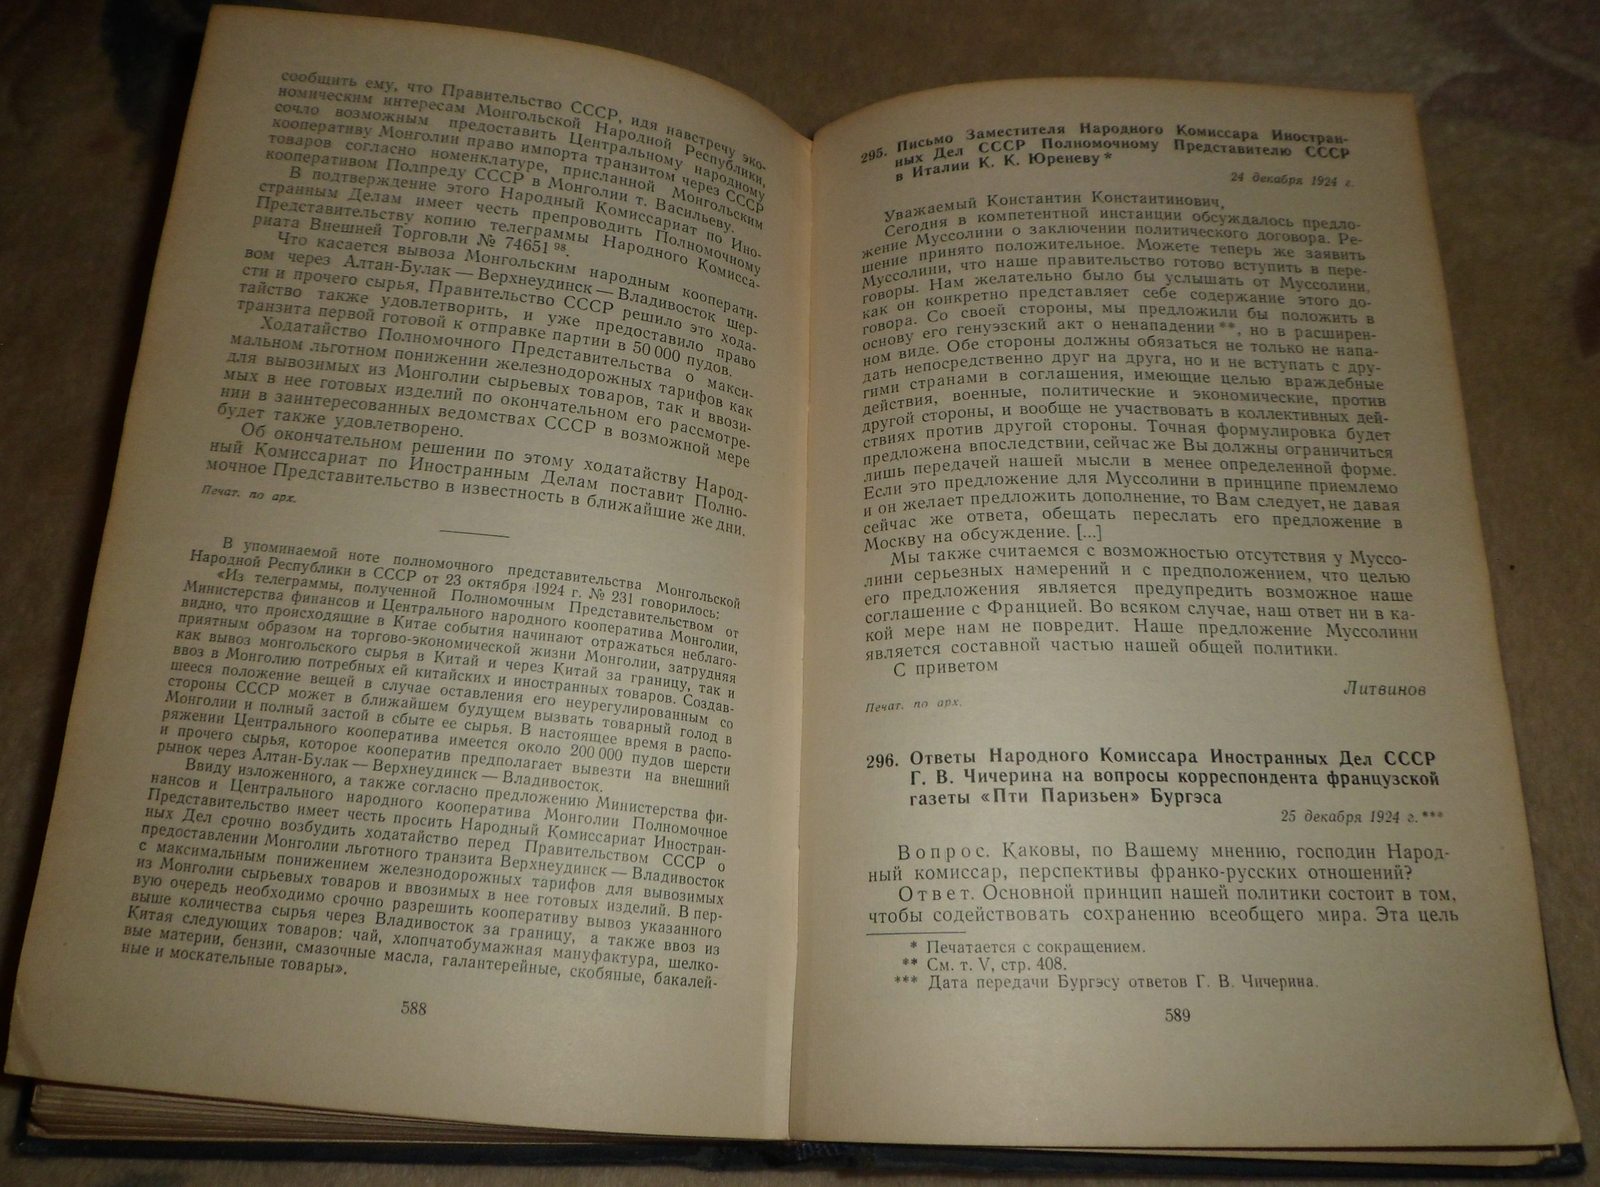 сообщить ему, что Правительство СССР, идя навстречу эко-
номическим интересам Монгольской Народной Республики,
сочло возможным предоставить Центральному народному
кооперативу Монголии право импорта транзитом через СССР
товаров согласно номенклатуре, присланной Монгольским
кооперативом Полпреду СССР в Монголии т. Васильеву.
В подтверждение этого Народный Комиссариат по Ино-
странным Делам имеет честь препроводить Полномочному
Представительству копию телеграммы Народного Комисса-
риата Внешней Торговли № 74651 98.
Что касается вывоза Монгольским народным кооперати-
вом через Алтан-Булак — Верхнеудинск — Владивосток шер-
сти и прочего сырья, Правительство СССР решило это хода-
тайство также удовлетворить, и уже предоставило право
транзита первой готовой к отправке партии в 50 000 пудов.
Ходатайство Полномочного Представительства о макси-
мальном льготном понижении железнодорожных тарифов как
для вывозимых из Монголии сырьевых товаров, так и ввози-
мых в нее готовых изделий по окончательном его рассмотре-
нии в заинтересованных ведомствах СССР в возможной мере
будет также удовлетворено.
Об окончательном решении по этому ходатайству Народ-
ный Комиссариат по Иностранным Делам поставит Полно-
мочное Представительство в известность в ближайшие же дни.
Печат. по арх.
В упоминаемой ноте полномочного представительства Монгольской
Народной Республики в СССР от 23 октября 1924 г. № 231 говорилось:
«Из телеграммы, полученной Полномочным Представительством от
Министерства финансов и Центрального народного кооператива Монголии,
видно, что происходящие в Китае события начинают отражаться неблаго-
приятным образом на торгово-экономической жизни Монголии, затрудняя
как вывоз монгольского сырья в Китай и через Китай за границу, так и
ввоз в Монголию потребных ей китайских и иностранных товаров. Создав-
шееся положение вещей в случае оставления его неурегулированным со
стороны СССР может в ближайшем будущем вызвать товарный голод в
Монголии и полный застой в сбыте ее сырья. В настоящее время в распо-
ряжении Центрального кооператива имеется около 200 000 пудов шерсти
и прочего сырья, которое кооператив предполагает вывезти на внешний
рынок через Алтан-Булак — Верхнеудинск — Владивосток.
Ввиду изложенного, а также согласно предложению Министерства фи-
нансов и Центрального народного кооператива Монголии Полномочное
Представительство имеет честь просить Народный Комиссариат Иностран-
ных Дел срочно возбудить ходатайство перед Правительством СССР о
предоставлении Монголии льготного транзита Верхнеудинск — Владивосток
с максимальным понижением железнодорожных тарифов для вывозимых
из Монголии сырьевых товаров и ввозимых в нее готовых изделий. В пер-
вую очередь необходимо срочно разрешить кооперативу вывоз указанного
выше количества сырья через Владивосток за границу, а также ввоз из
Китая следующих товаров: чай, хлопчатобумажная мануфактура, шелко-
вые материи, бензин, смазочные масла, галантерейные, скобяные, бакалей-
ные и москательные товары».
588
295. Письмо Заместителя Народного Комиссара Иностран-
ных Дел СССР Полномочному Представителю СССР
в Италии К. К. Юреневу *
24 декабря 1924 г.
Уважаемый Константин Константинович,
Сегодня в компетентной инстанции обсуждалось предло-
жение Муссолини о заключении политического договора. Ре-
шение принято положительное. Можете теперь же заявить
Муссолини, что наше правительство готово вступить в пере-
говоры. Нам желательно было бы услышать от Муссолини,
как он конкретно представляет себе содержание этого до-
говора. Со своей стороны, мы предложили бы положить в
основу его генуэзский акт о ненападении **, но в расширен-
ном виде. Обе стороны должны обязаться не только не напа-
дать непосредственно друг на друга, но и не вступать с дру-
гими странами в соглашения, имеющие целью враждебные
действия, военные, политические и экономические, против
другой стороны, и вообще не участвовать в коллективных дей-
ствиях против другой стороны. Точная формулировка будет
предложена впоследствии, сейчас же Вы должны ограничиться
лишь передачей нашей мысли в менее определенной форме.
Если это предложение для Муссолини в принципе приемлемо
и он желает предложить дополнение, то Вам следует, не давая
сейчас же ответа, обещать переслать его предложение в
Москву на обсуждение. [...]
Мы также считаемся с возможностью отсутствия у Муссо-
лини серьезных намерений и с предположением, что целью
его предложения является предупредить возможное наше
соглашение с Францией. Во всяком случае, наш ответ ни в ка-
кой мере нам не повредит. Наше предложение Муссолини
является составной частью нашей общей политики.
С приветом
Литвинов
Печат. по арх.
296. Ответы Народного Комиссара Иностранных Дел СССР
Г. В. Чичерина на вопросы корреспондента французской
газеты «Пти Паризьен» Бургэса
25 декабря 1924 г. ***
Вопрос. Каковы, по Вашему мнению, господин Народ-
ный комиссар, перспективы франко-русских отношений?
Ответ. Основной принцип нашей политики состоит в том,
чтобы содействовать сохранению всеобщего мира. Эта цель
* Печатается с сокращением.
** См. т. V, стр. 408.
*** Дата передачи Бургэсу ответов Г. В. Чичерина.
589